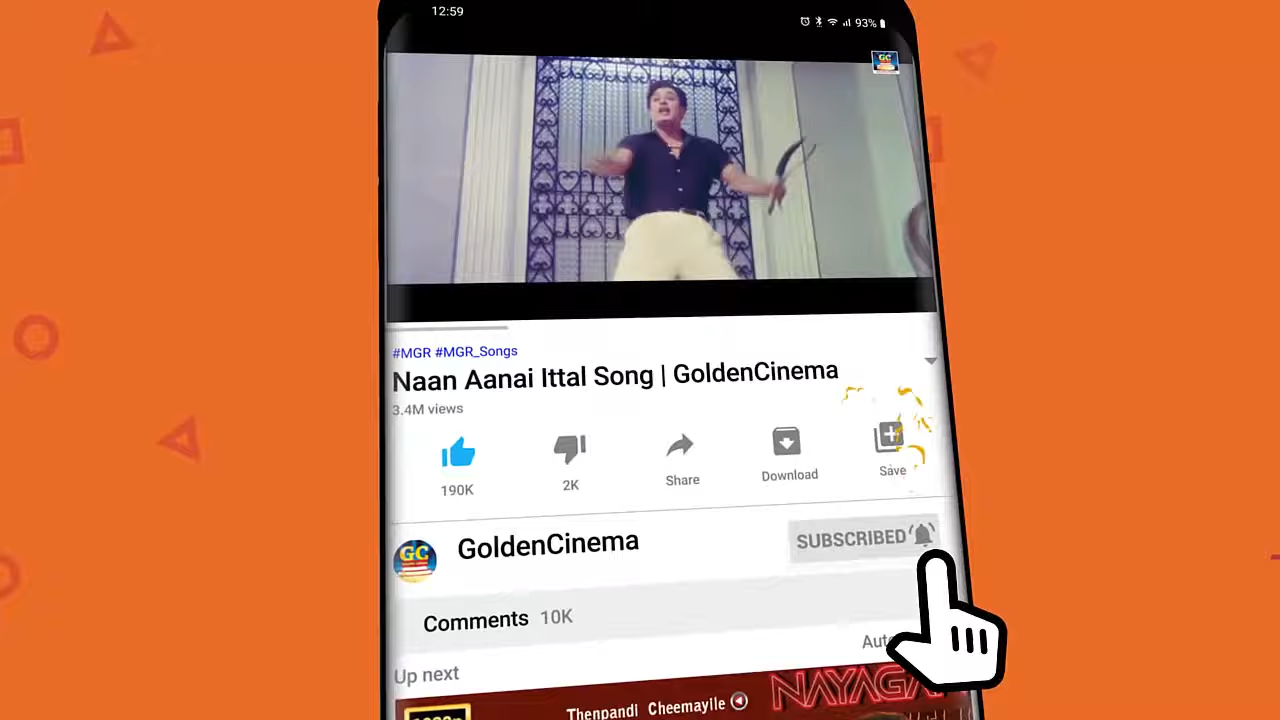 12:59
93%
GC
#MGR #MGR_Songs
Naan Aanai Ittal Song | GoldenCinema
3.4M views
190K
2K
Share
Download
Save
GC
GoldenCinema
SUBSCRIBED
Comments 10K
Up next
Thenpandi Cheemayile